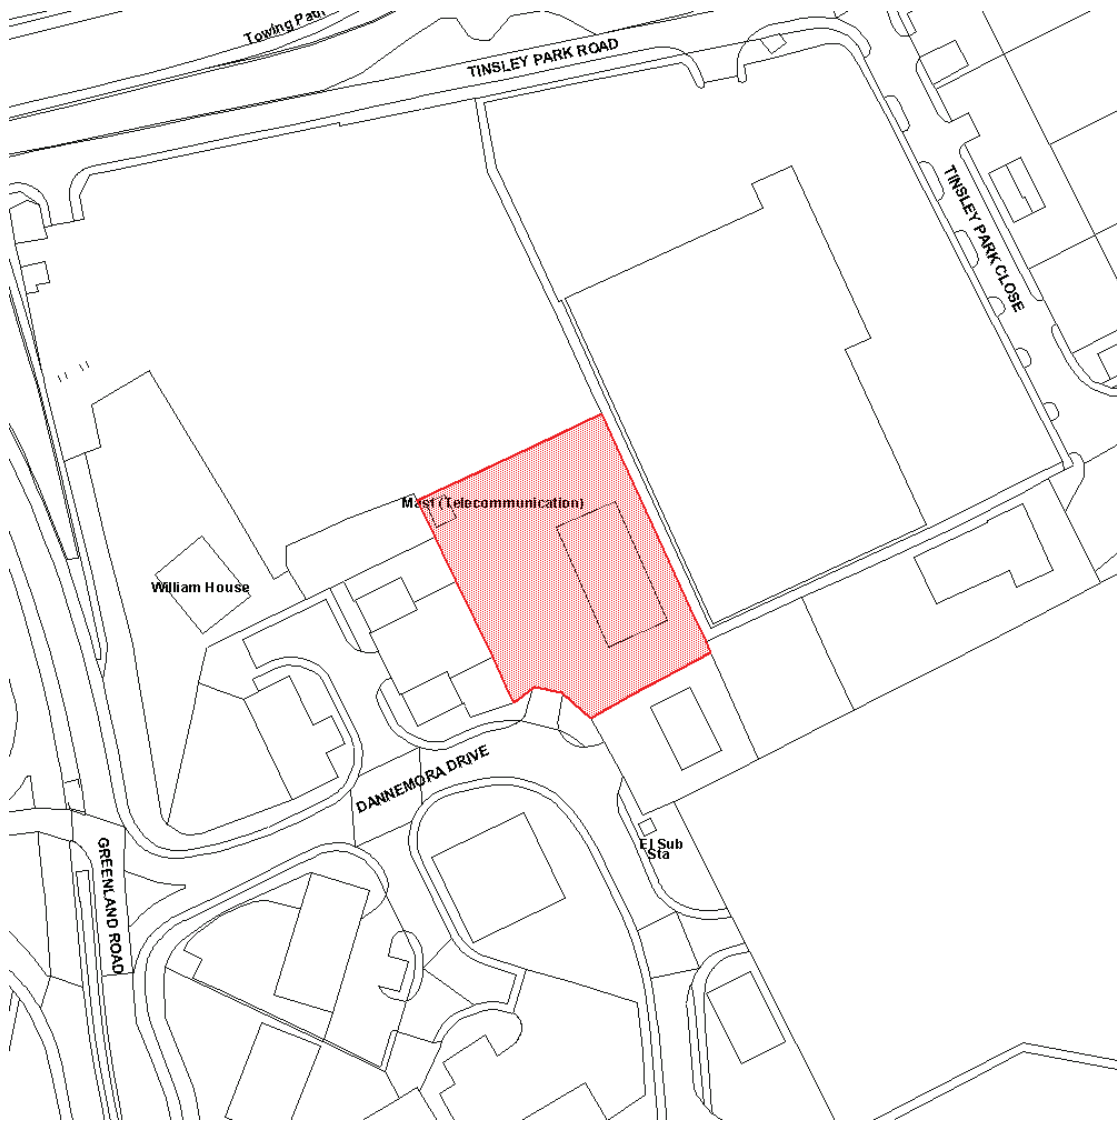 Towing Path
TINSLEY PARK ROAD
TINSLEY PARK CLOSE
Mast (Telecommunication)
William House
DANNEMORA DRIVE
El Sub
Sta
GREENLAND ROAD